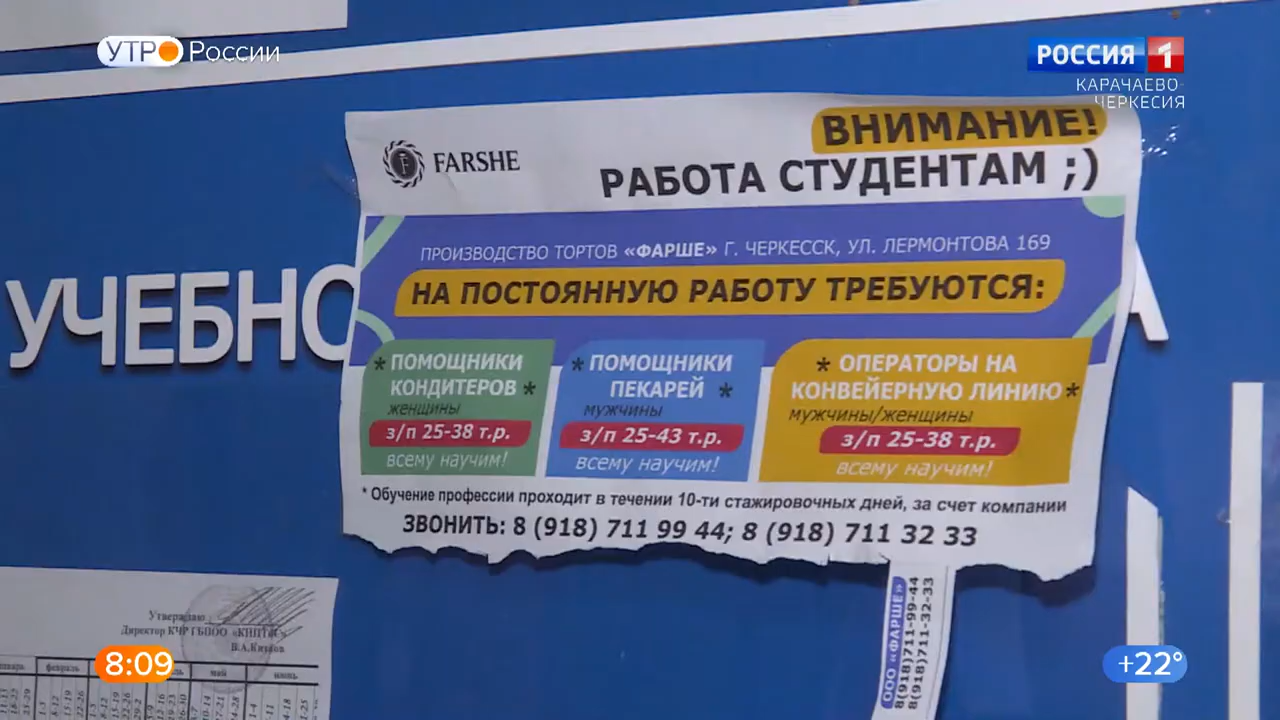 УТРО России
РОССИЯ 1
КАРАЧАЕВО-
ЧЕРКЕСИЯ
ВНИМАНИЕ!
FARSHE
РАБОТА СТУДЕНТАМ ;)
ПРОИЗВОДСТВО ТОРТОВ «ФАРШЕ» Г. ЧЕРКЕССК, УЛ. ЛЕРМОНТОВА 169
НА ПОСТОЯННУЮ РАБОТУ ТРЕБУЮТСЯ:
УЧЕБНО
А
* ПОМОЩНИКИ
КОНДИТЕРОВ *
женщины
з/п 25-38 т.р.
всему научим!
* ПОМОЩНИКИ
ПЕКАРЕЙ *
мужчины
з/п 25-43 т.р.
всему научим!
* ОПЕРАТОРЫ НА
КОНВЕЙЕРНУЮ ЛИНИЮ *
мужчины/женщины
з/п 25-38 т.р.
всему научим!
* Обучение профессии проходит в течении 10-ти стажировочных дней, за счет компании
ЗВОНИТЬ: 8 (918) 711 99 44; 8 (918) 711 32 33
ООО «ФАРШЕ»
8(918)711-99-44
8(918)711-32-33
Утверждаю
Директор КЧР ГБПОО
февраль
май
8:09
+22°